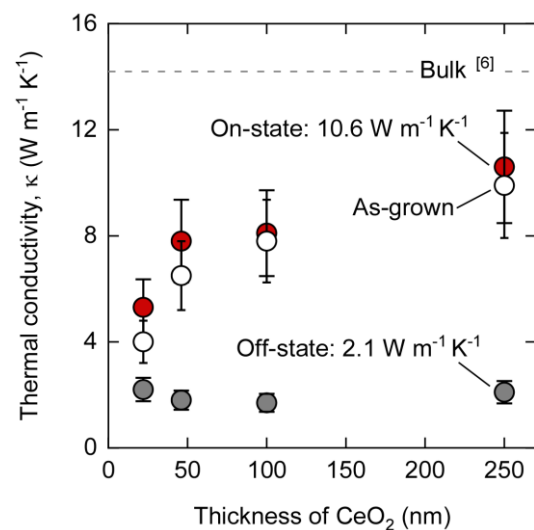 Thermal conductivity, κ (W m⁻¹ K⁻¹)
16
12
8
4
0
Bulk [6]
On-state: 10.6 W m⁻¹ K⁻¹
As-grown
Off-state: 2.1 W m⁻¹ K⁻¹
0 50 100 150 200 250
Thickness of CeO₂ (nm)